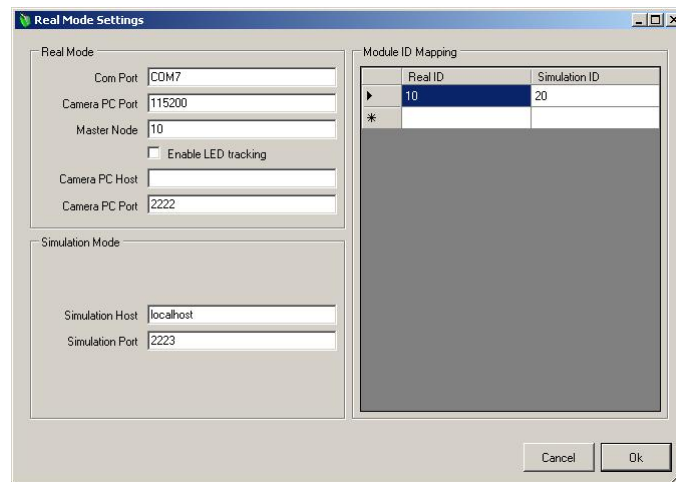 Real Mode Settings
Real Mode
Com Port COM7
Camera PC Port 115200
Master Node 10
Enable LED tracking
Camera PC Host
Camera PC Port 2222
Simulation Mode
Simulation Host localhost
Simulation Port 2223
Module ID Mapping
Real ID Simulation ID
10 20
Cancel Ok